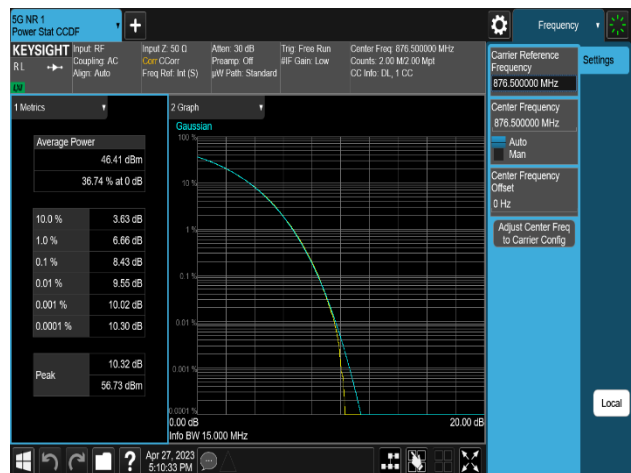 5G NR 1
Power Stat CCDF
Frequency
KEYSIGHT
Input: RF
Input Z: 50 Ω
Atten: 30 dB
Trig: Free Run
Center Freq: 876.500000 MHz
R L
Coupling: AC
Corr CCorr
Preamp: Off
#IF Gain: Low
Counts: 2.00 M/2.00 Mpt
Align: Auto
Freq Ref: Int (S)
µW Path: Standard
CC Info: DL, 1 CC
Carrier Reference
Frequency
876.500000 MHz
Settings
1 Metrics
2 Graph
Center Frequency
876.500000 MHz
Auto
Man
Center Frequency
Offset
0 Hz
Adjust Center Freq
to Carrier Config
Average Power
46.41 dBm
36.74 % at 0 dB
10.0 % 3.63 dB
1.0 % 6.66 dB
0.1 % 8.43 dB
0.01 % 9.55 dB
0.001 % 10.02 dB
0.0001 % 10.30 dB
Peak
10.32 dB
56.73 dBm
Gaussian
100 %
10 %
1 %
0.1 %
0.01 %
0.001 %
0.0001 %
0.00 dB
20.00 dB
Info BW 15.000 MHz
Local
Apr 27, 2023
5:10:33 PM
?